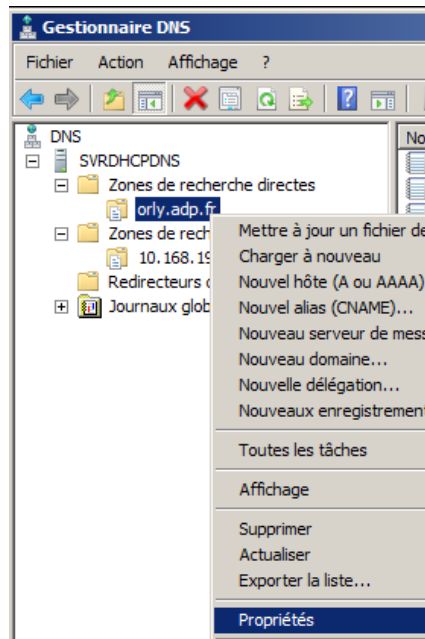 Gestionnaire DNS
Fichier Action Affichage ?
DNS
SVRDHCPDNS
Zones de recherche directes
orly.adp.fr
Zones de
10.168.19
Redirecteurs
Journaux
No
Mettre à jour un fichier de
Charger à nouveau
Nouvel hôte (A ou AAAA)
Nouvel alias (CNAME)...
Nouveau serveur de mess
Nouveau domaine...
Nouvelle délégation...
Nouveaux enregistrement
Toutes les tâches
Affichage
Supprimer
Actualiser
Exporter la liste...
Propriétés